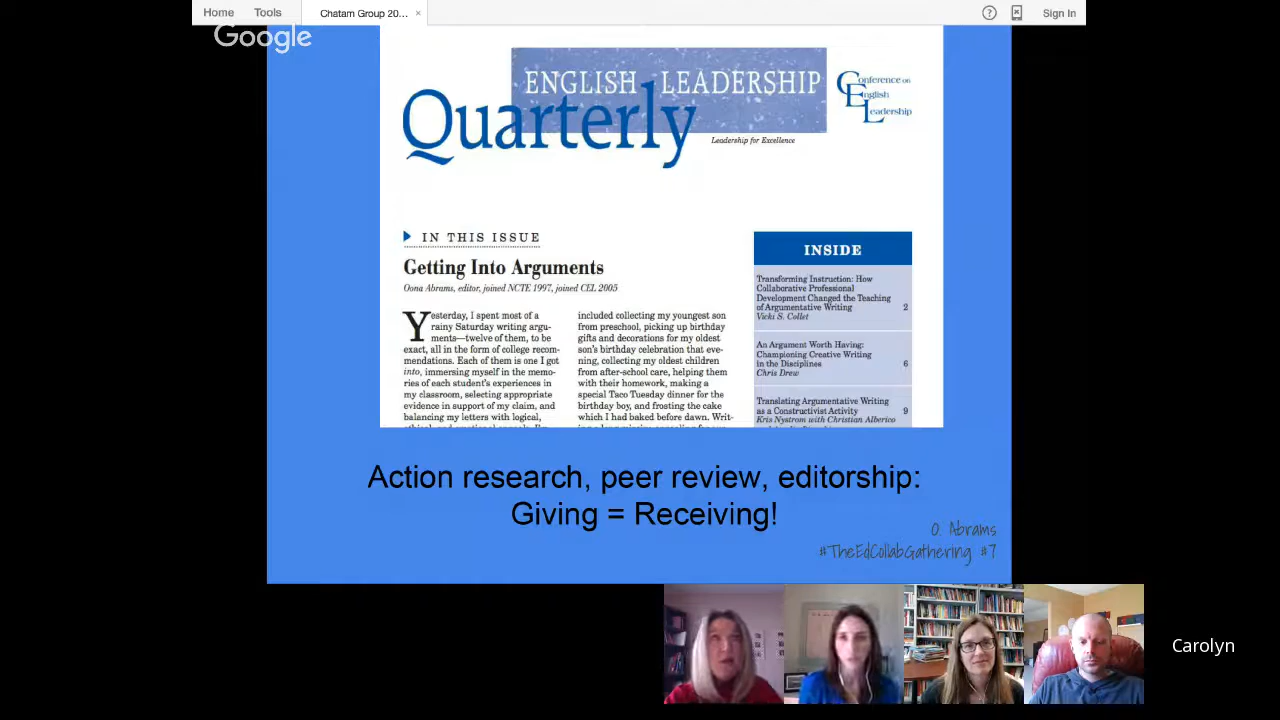 Home Tools Chatam Group 20... × Sign In
Google
ENGLISH LEADERSHIP
Quarterly
Leadership for Excellence
Conference on
English
Leadership
IN THIS ISSUE
Getting Into Arguments
Oona Abrams, editor, joined NCTE 1997, joined CEL 2005
Yesterday, I spent most of a
rainy Saturday writing argu-
ments—twelve of them, to be
exact, all in the form of college recom-
mendations. Each of them is one I got
into, immersing myself in the memo-
ries of each student's experiences in
my classroom, selecting appropriate
evidence in support of my claim, and
balancing my letters with logical,
included collecting my youngest son
from preschool, picking up birthday
gifts and decorations for my oldest
son's birthday celebration that eve-
ning, collecting my oldest children
from after-school care, helping them
with their homework, making a
special Taco Tuesday dinner for the
birthday boy, and frosting the cake
which I had baked before dawn. Writ-
INSIDE
Transforming Instruction: How
Collaborative Professional
Development Changed the Teaching
of Argumentative Writing 2
Vicki S. Collet
An Argument Worth Having:
Championing Creative Writing
in the Disciplines 6
Chris Drew
Translating Argumentative Writing
as a Constructivist Activity 9
Kris Nystrom with Christian Alberico
Action research, peer review, editorship:
Giving = Receiving!
O. Abrams
#TheEdCollabGathering #7
Carolyn